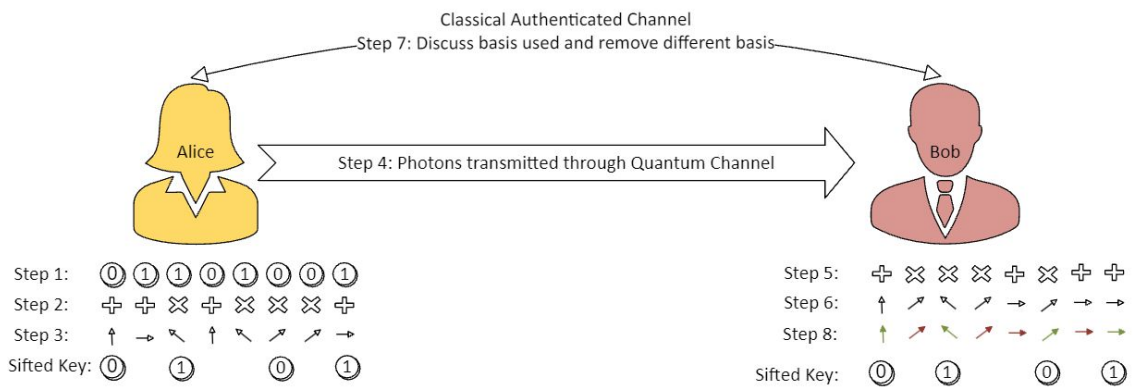 Classical Authenticated Channel
Step 7: Discuss basis used and remove different basis
Alice
Step 4: Photons transmitted through Quantum Channel
Bob
Step 1: 0 1 1 0 1 0 0 1
Step 2:
Step 3:
Sifted Key: 0 1 0 1
Step 5:
Step 6:
Step 8:
Sifted Key: 0 1 0 1